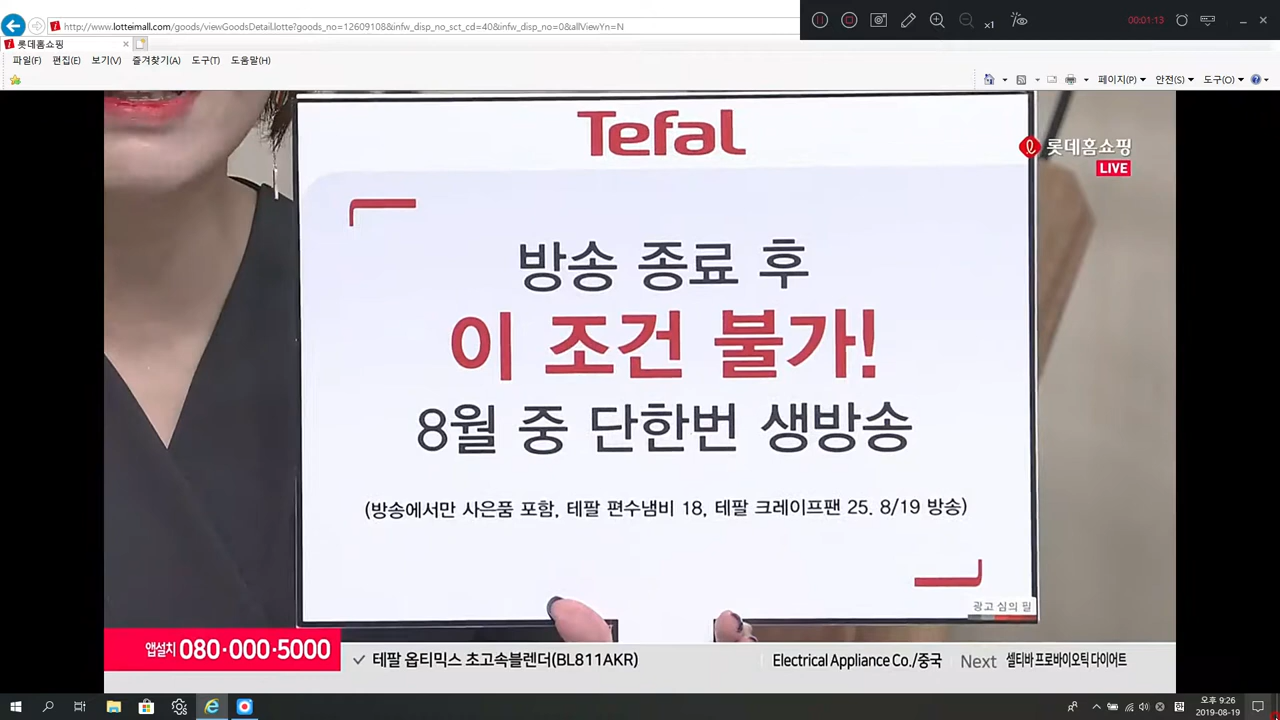 http://www.lotteimall.com/goods/viewGoodsDetail.lotte?goods_no=12609108&infw_disp_no_sct_cd=40&infw_disp_no=0&allViewYn=N
x1
00:01:13
롯데홈쇼핑
파일(F) 편집(E) 보기(V) 즐겨찾기(A) 도구(T) 도움말(H)
페이지(P) 안전(S) 도구(O)
Tefal
롯데홈쇼핑
LIVE
방송 종료 후
이 조건 불가!
8월 중 단한번 생방송
(방송에서만 사은품 포함, 테팔 편수냄비 18, 테팔 크레이프팬 25. 8/19 방송)
광고 심의 필
앱설치 080·000·5000
테팔 옵티믹스 초고속블렌더(BL811AKR)
Electrical Appliance Co./중국
Next 셀티바 프로바이오틱 다이어트
오후 9:26
2019-08-19